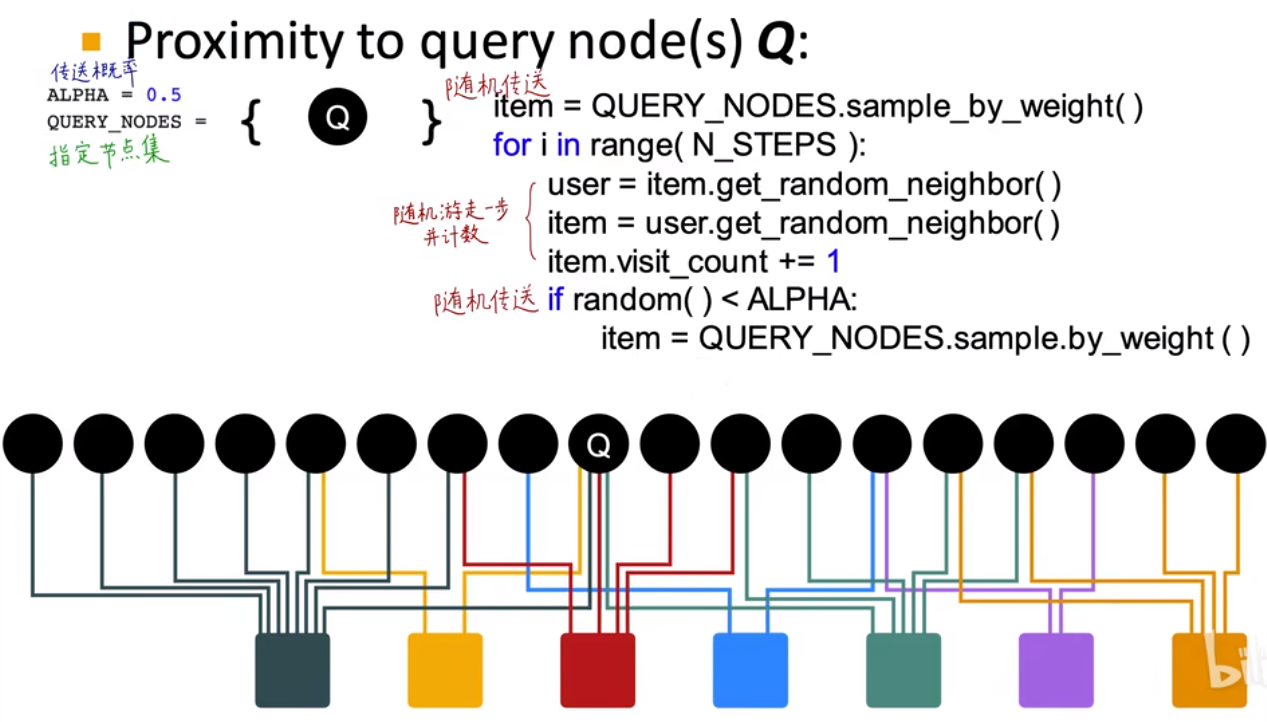 ■ Proximity to query node(s) Q:
传送概率
ALPHA = 0.5
QUERY_NODES = { Q }
指定节点集
随机传送
item = QUERY_NODES.sample_by_weight( )
for i in range( N_STEPS ):
user = item.get_random_neighbor( )
随机游走一步
并计数
item = user.get_random_neighbor( )
item.visit_count += 1
随机传送 if random( ) < ALPHA:
item = QUERY_NODES.sample.by_weight ( )
Q